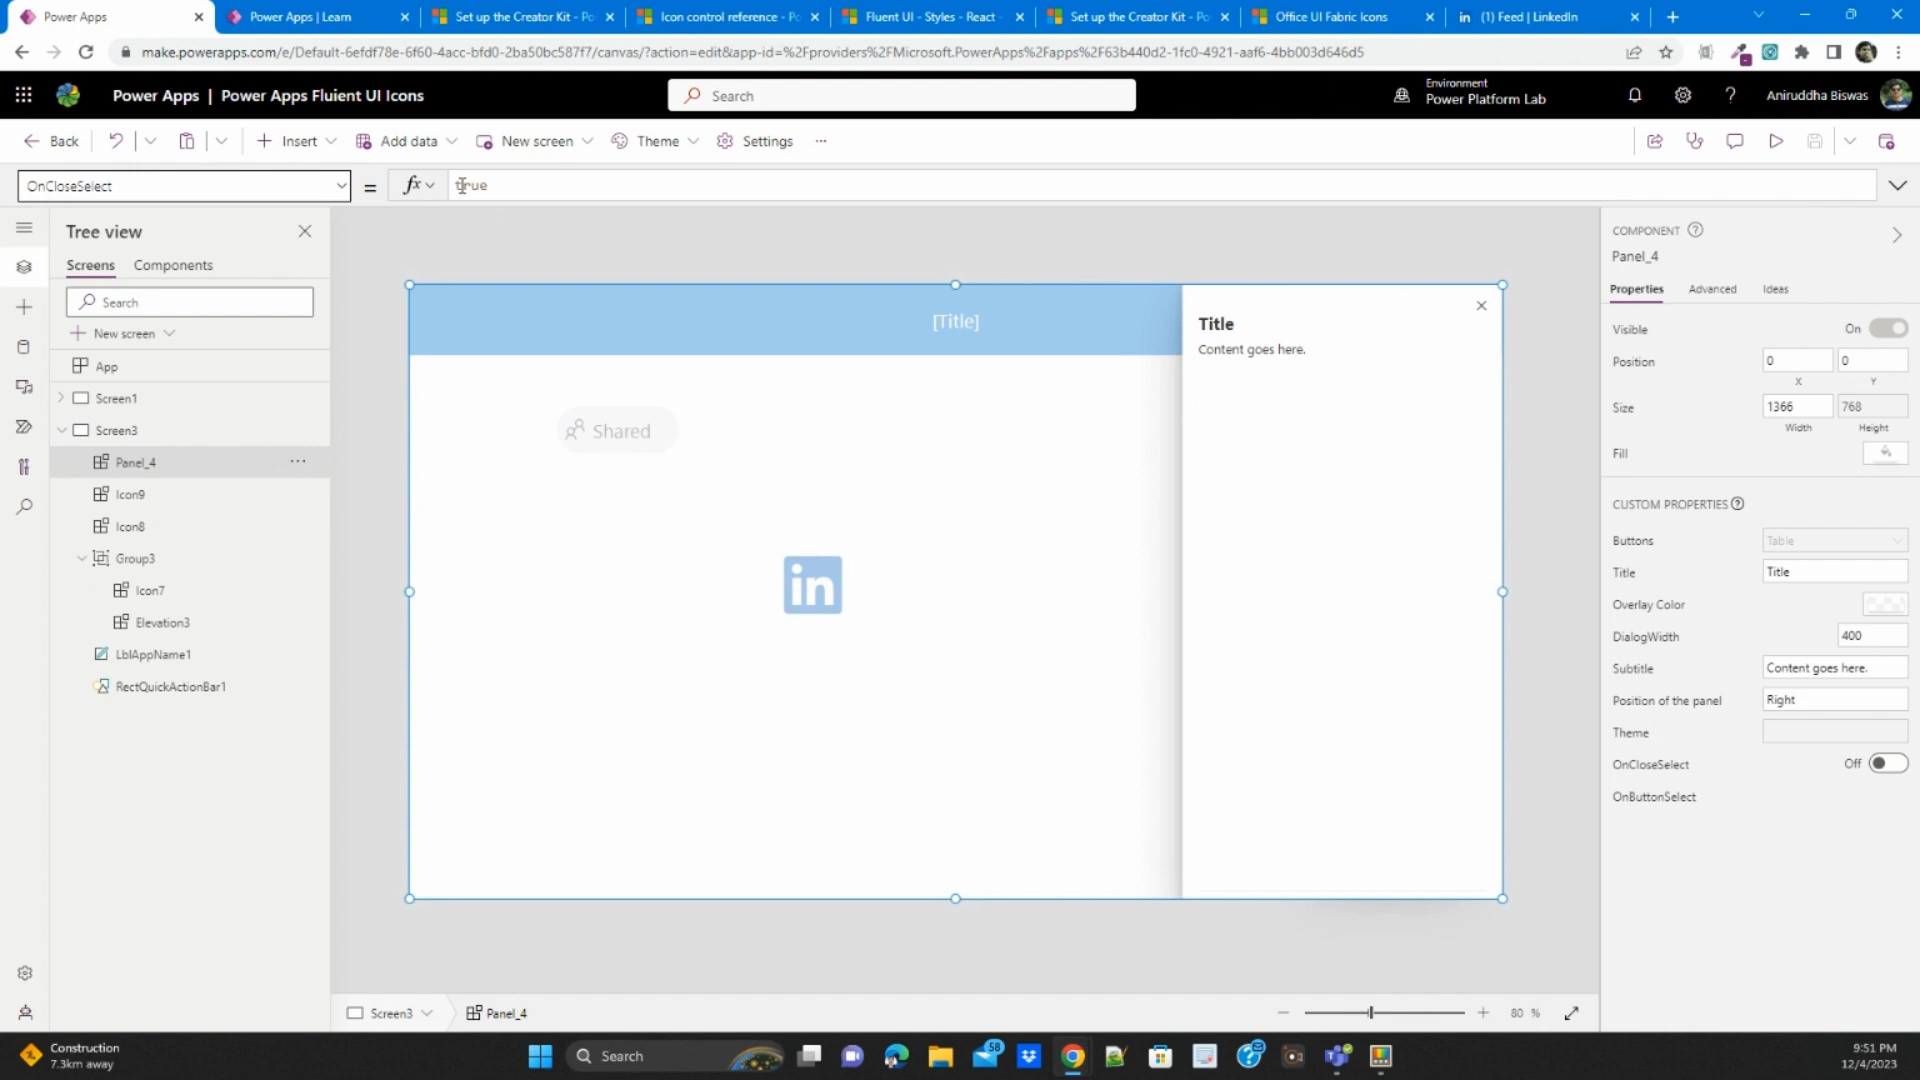 Power Apps
Power Apps | Learn
Set up the Creator Kit - Po
Icon control reference - Po
Fluent UI - Styles - React -
Set up the Creator Kit - Po
Office UI Fabric Icons
(1) Feed | LinkedIn
make.powerapps.com/e/Default-6efdf78e-6f60-4acc-bfd0-2ba50bc587f7/canvas/?action=edit&app-id=%2Fproviders%2FMicrosoft.PowerApps%2Fapps%2F63b440d2-1fc0-4921-aaf6-4bb003d646d5
Power Apps | Power Apps Fluient UI Icons
Search
Environment
Power Platform Lab
Aniruddha Biswas
Back
Insert
Add data
New screen
Theme
Settings
OnCloseSelect
=
fx
true
Tree view
Screens
Components
Search
New screen
App
Screen1
Screen3
Panel_4
Icon9
Icon8
Group3
Icon7
Elevation3
LblAppName1
RectQuickActionBar1
[Title]
Shared
in
Title
Content goes here.
COMPONENT
Panel_4
Properties
Advanced
Ideas
Visible
On
Position
0
0
X
Y
Size
1366
768
Width
Height
Fill
CUSTOM PROPERTIES
Buttons
Table
Title
Title
Overlay Color
DialogWidth
400
Subtitle
Content goes here.
Position of the panel
Right
Theme
OnCloseSelect
Off
OnButtonSelect
Screen3
Panel_4
80 %
Construction
7.3km away
Search
58
9:51 PM
12/4/2023